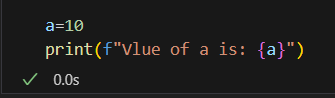 a=10
print(f"Vlue of a is: {a}")
0.0s